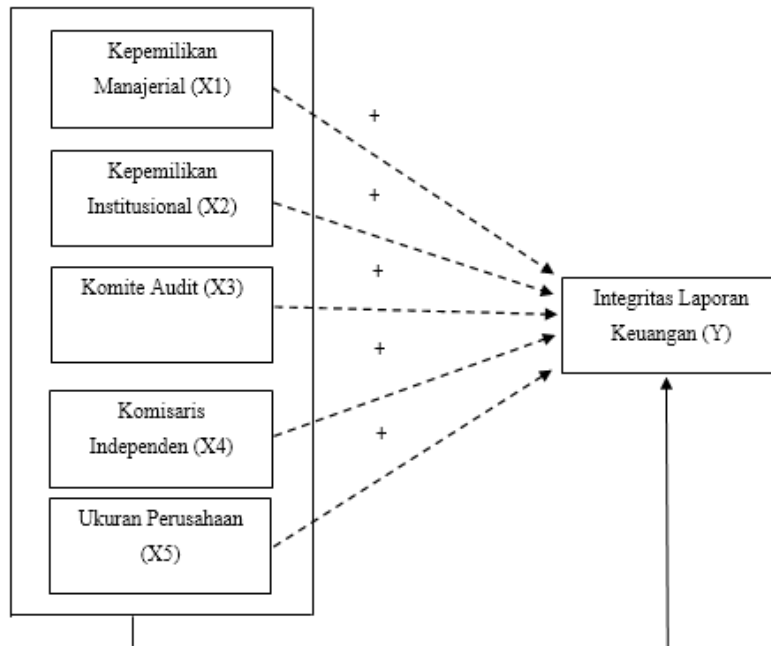 Kepemilikan
Manajerial (X1)
+
Kepemilikan
Institusional (X2)
+
Komite Audit (X3)
+
Integritas Laporan
Keuangan (Y)
+
Komisaris
Independen (X4)
+
Ukuran Perusahaan
(X5)